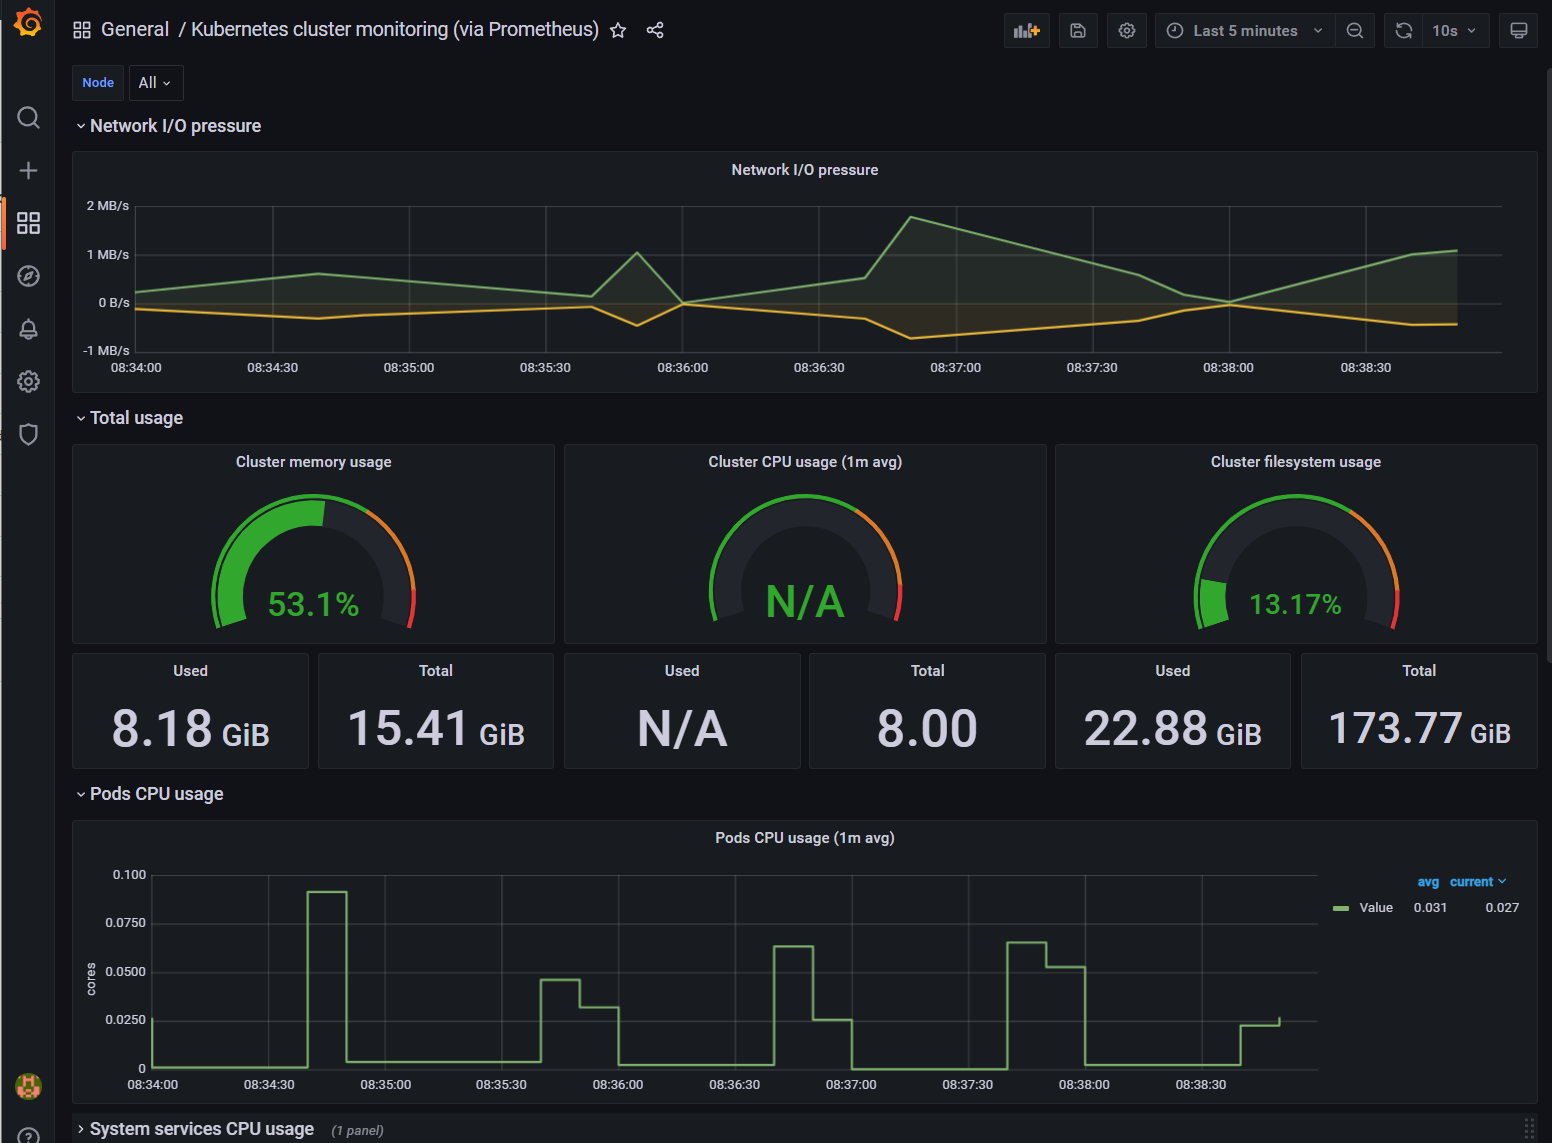 General / Kubernetes cluster monitoring (via Prometheus)
Last 5 minutes
10s
Node
All
Network I/O pressure
Network I/O pressure
2 MB/s
1 MB/s
0 B/s
-1 MB/s
08:34:00 08:34:30 08:35:00 08:35:30 08:36:00 08:36:30 08:37:00 08:37:30 08:38:00 08:38:30
Total usage
Cluster memory usage
53.1%
Cluster CPU usage (1m avg)
N/A
Cluster filesystem usage
13.17%
Used
8.18 GiB
Total
15.41 GiB
Used
N/A
Total
8.00
Used
22.88 GiB
Total
173.77 GiB
Pods CPU usage
Pods CPU usage (1m avg)
cores
0.100
0.0750
0.0500
0.0250
0
08:34:00 08:34:30 08:35:00 08:35:30 08:36:00 08:36:30 08:37:00 08:37:30 08:38:00 08:38:30
avg current
Value 0.031 0.027
System services CPU usage (1 panel)